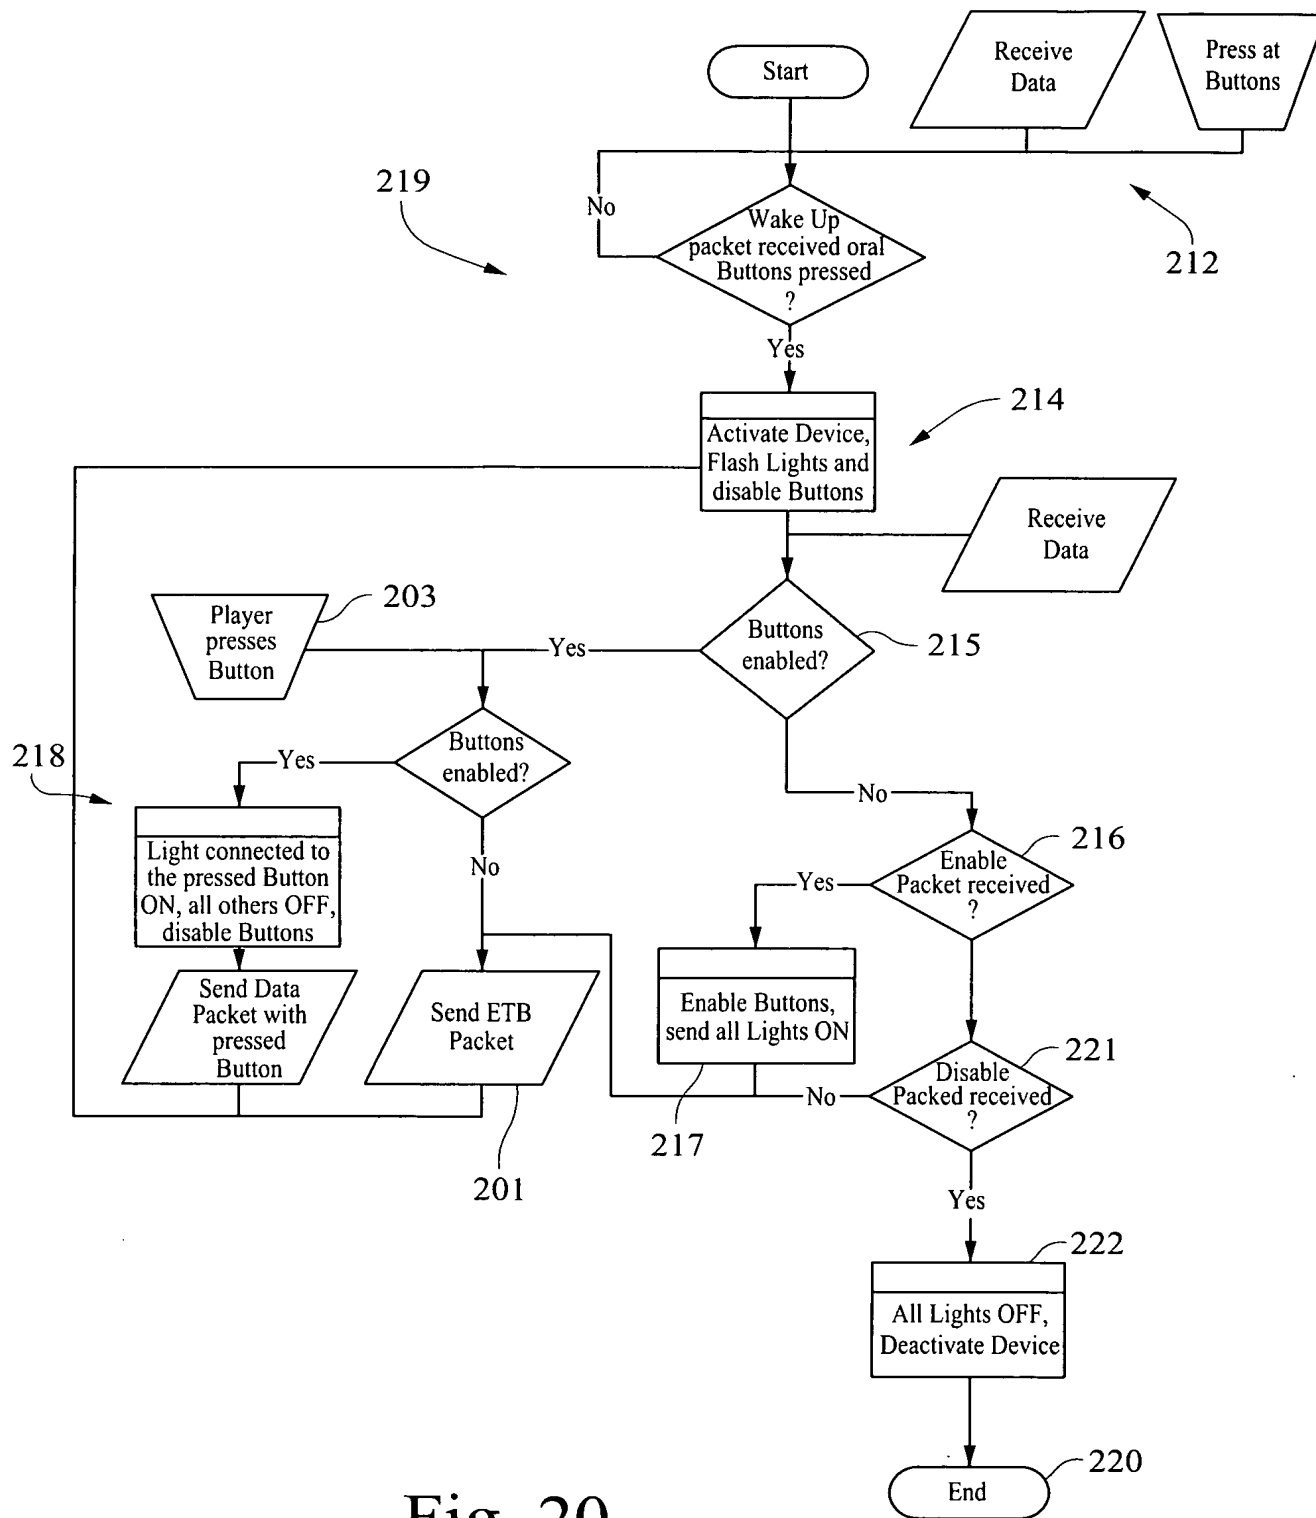 Start
Receive
Data
Press at
Buttons
219
No
Wake Up
packet received oral
Buttons pressed
?
212
Yes
214
Activate Device,
Flash Lights and
disable Buttons
Receive
Data
203
Player
presses
Button
Yes
Buttons
enabled?
215
218
Yes
Buttons
enabled?
No
216
Light connected to
the pressed Button
ON, all others OFF,
disable Buttons
No
Yes
Enable
Packet received
?
Send Data
Packet with
pressed
Button
Send ETB
Packet
Enable Buttons,
send all Lights ON
221
Disable
Packed received
?
No
217
201
Yes
222
All Lights OFF,
Deactivate Device
220
End
Fig. 20